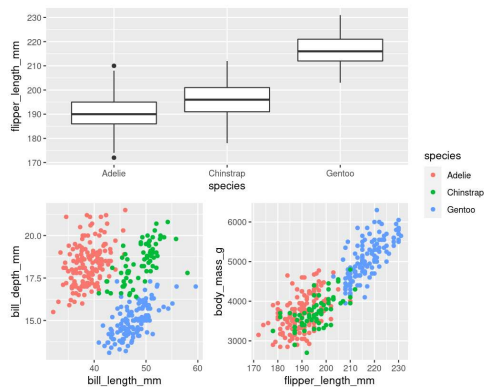 flipper_length_mm
230
220
210
200
190
180
170
Adelie Chinstrap Gentoo
species
species
Adelie
Chinstrap
Gentoo
bill_depth_mm
20.0
17.5
15.0
40 50 60
bill_length_mm
body_mass_g
6000
5000
4000
3000
170 180 190 200 210 220 230
flipper_length_mm